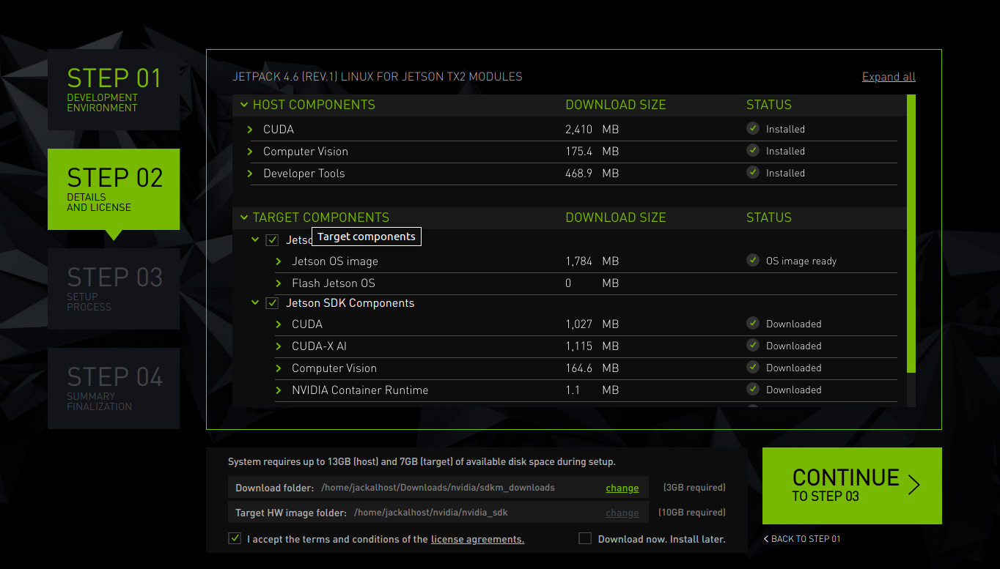 STEP 01
DEVELOPMENT
ENVIRONMENT
STEP 02
DETAILS
AND LICENSE
STEP 03
SETUP
PROCESS
STEP 04
SUMMARY
FINALIZATION
JETPACK 4.6 (REV.1) LINUX FOR JETSON TX2 MODULES
Expand all
HOST COMPONENTS DOWNLOAD SIZE STATUS
CUDA 2,410 MB Installed
Computer Vision 175.4 MB Installed
Developer Tools 468.9 MB Installed
TARGET COMPONENTS DOWNLOAD SIZE STATUS
Target components
Jetson OS image 1,784 MB OS image ready
Flash Jetson OS 0 MB
Jetson SDK Components
CUDA 1,027 MB Downloaded
CUDA-X AI 1,115 MB Downloaded
Computer Vision 164.6 MB Downloaded
NVIDIA Container Runtime 1.1 MB Downloaded
System requires up to 13GB (host) and 7GB (target) of available disk space during setup.
Download folder: /home/jackalhost/Downloads/nvidia/sdkm_downloads change (3GB required)
Target HW image folder: /home/jackalhost/nvidia/nvidia_sdk change (10GB required)
I accept the terms and conditions of the license agreements. Download now. Install later.
CONTINUE
TO STEP 03
BACK TO STEP 01